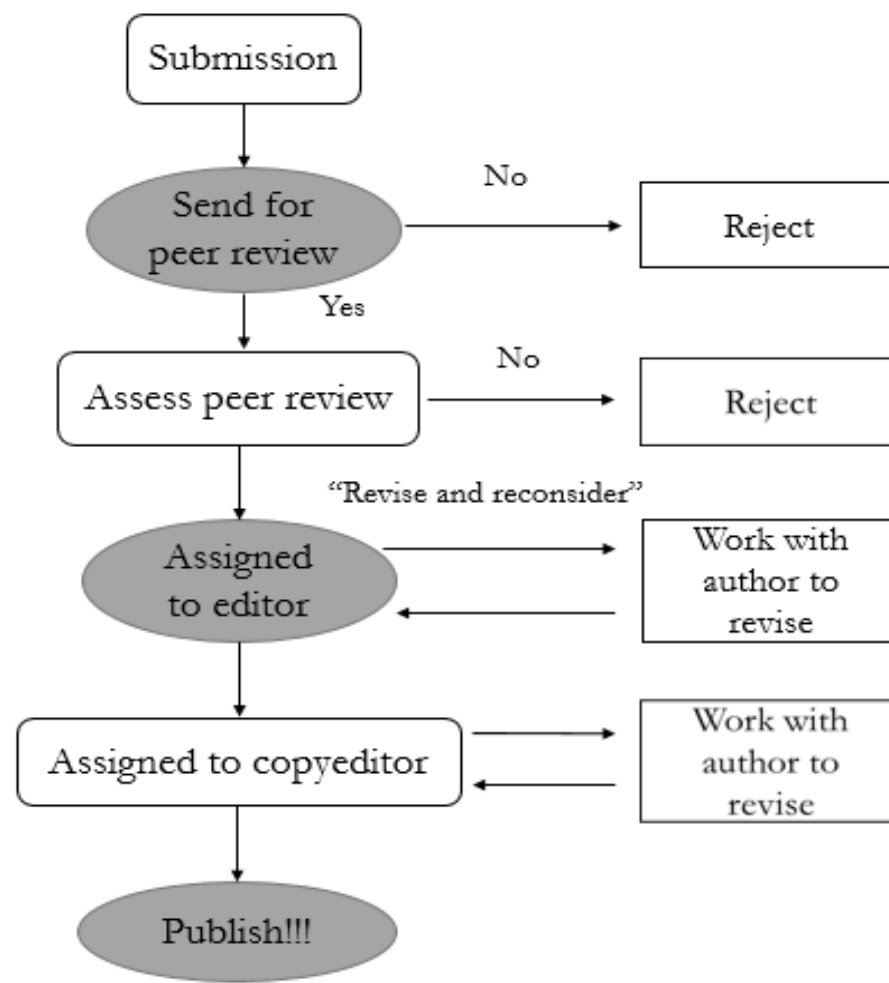 Submission
Send for
peer review
No
Reject
Yes
Assess peer review
No
Reject
“Revise and reconsider”
Assigned
to editor
Work with
author to
revise
Assigned to copyeditor
Work with
author to
revise
Publish!!!